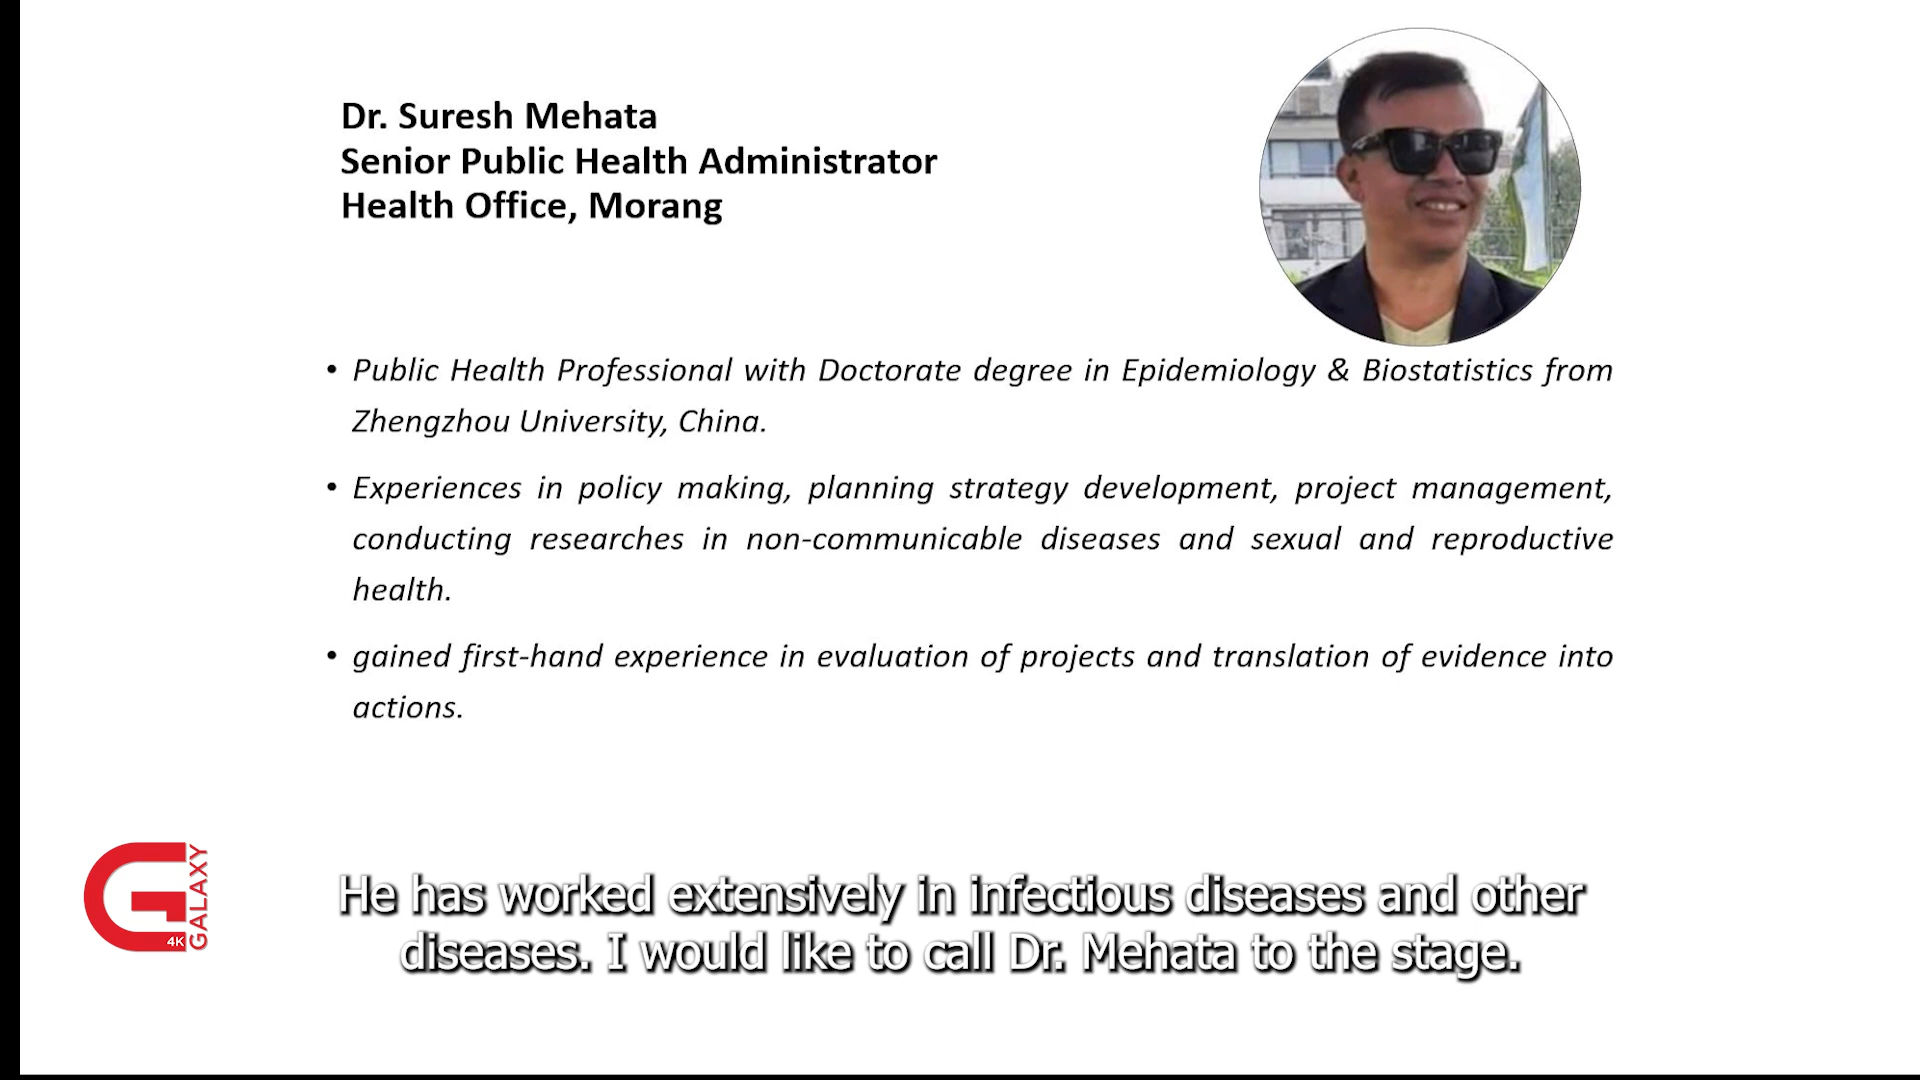 Dr. Suresh Mehata
Senior Public Health Administrator
Health Office, Morang
• Public Health Professional with Doctorate degree in Epidemiology & Biostatistics from
Zhengzhou University, China.
• Experiences in policy making, planning strategy development, project management,
conducting researches in non-communicable diseases and sexual and reproductive
health.
• gained first-hand experience in evaluation of projects and translation of evidence into
actions.
GALAXY
4K
He has worked extensively in infectious diseases and other
diseases. I would like to call Dr. Mehata to the stage.